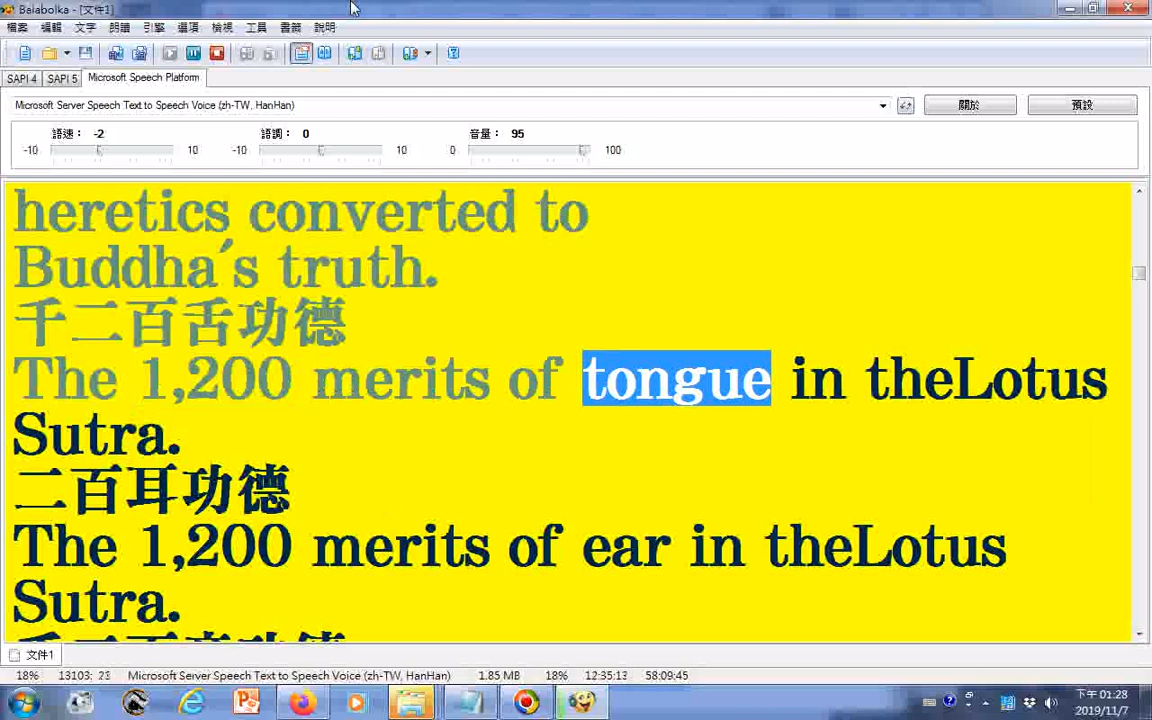 Balabolka - [文件1]
檔案 編輯 文字 朗讀 引擎 選項 檢視 工具 書籤 說明
SAPI 4 SAPI 5 Microsoft Speech Platform
Microsoft Server Speech Text to Speech Voice (zh-TW, HanHan) 關於 預設
語速： -2 語調： 0 音量： 95
-10 10 -10 10 0 100
heretics converted to
Buddha's truth.
千二百舌功德
The 1,200 merits of tongue in theLotus
Sutra.
二百耳功德
The 1,200 merits of ear in theLotus
Sutra.
文件1
18% 13103: 23 Microsoft Server Speech Text to Speech Voice (zh-TW, HanHan) 1.85 MB 18% 12:35:13 58:09:45
下午 01:28
2019/11/7